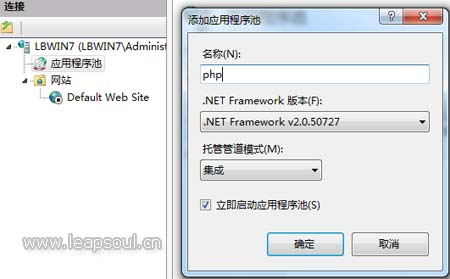 连接
LBWIN7 (LBWIN7\Administ
应用程序池
网站
Default Web Site
www.leapsoul.cn
添加应用程序池
名称(N):
php
.NET Framework 版本(F):
.NET Framework v2.0.50727
托管管道模式(M):
集成
立即启动应用程序池(S)
确定
取消